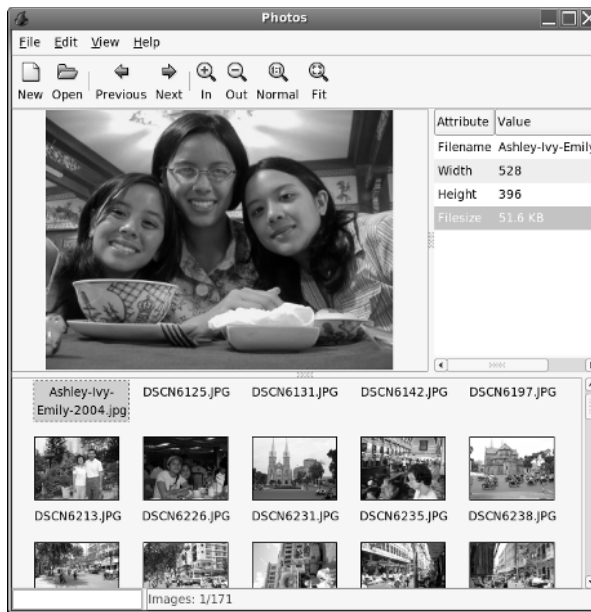 Photos
File Edit View Help
New Open Previous Next In Out Normal Fit
Attribute Value
Filename Ashley-Ivy-Emily
Width 528
Height 396
Filesize 51.6 KB
Ashley-Ivy-
Emily-2004.jpg
DSCN6125.JPG DSCN6131.JPG DSCN6142.JPG DSCN6197.JPG
DSCN6213.JPG DSCN6226.JPG DSCN6231.JPG DSCN6235.JPG DSCN6238.JPG
Images: 1/171